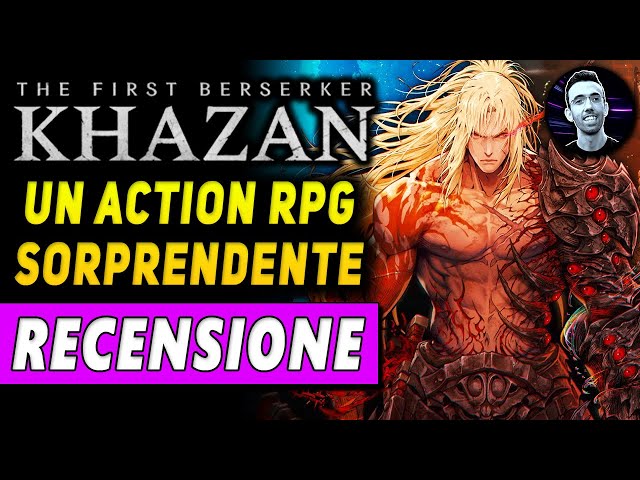 THE FIRST BERSERKER
KHAZAN
UN ACTION RPG
SORPRENDENTE
RECENSIONE